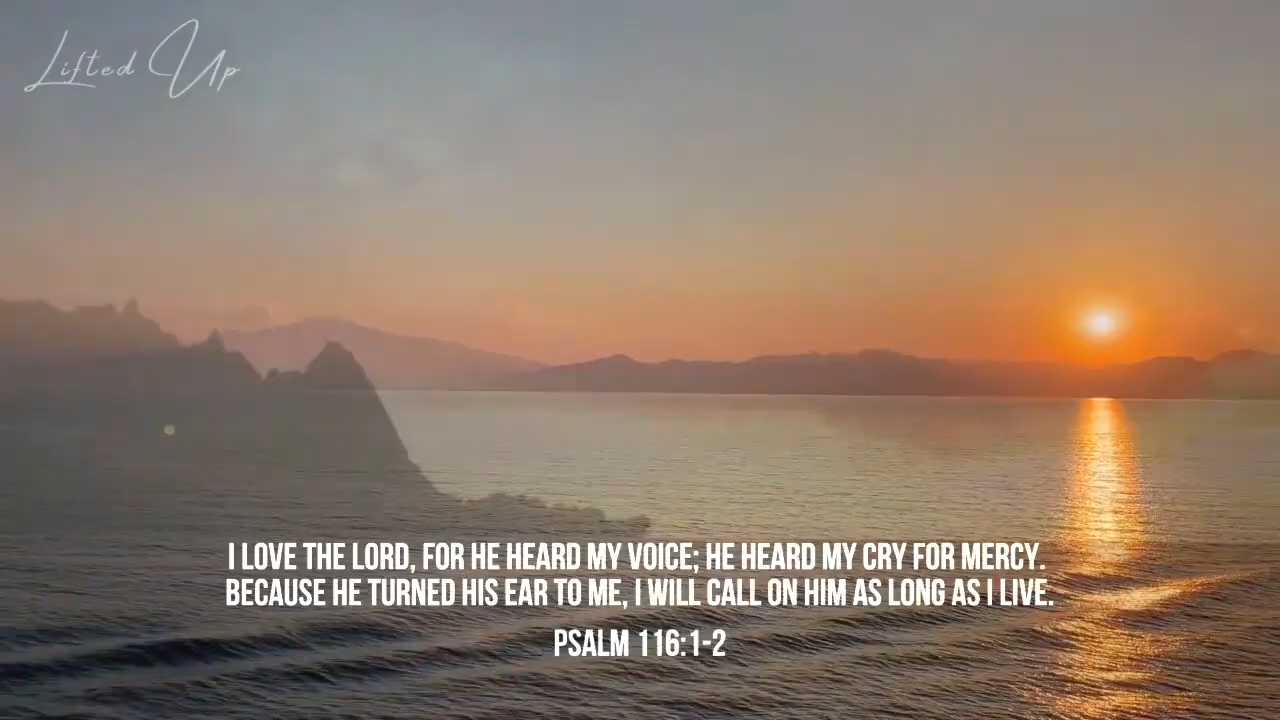 Lifted Up
I LOVE THE LORD, FOR HE HEARD MY VOICE; HE HEARD MY CRY FOR MERCY.
BECAUSE HE TURNED HIS EAR TO ME, I WILL CALL ON HIM AS LONG AS I LIVE.
PSALM 116:1-2